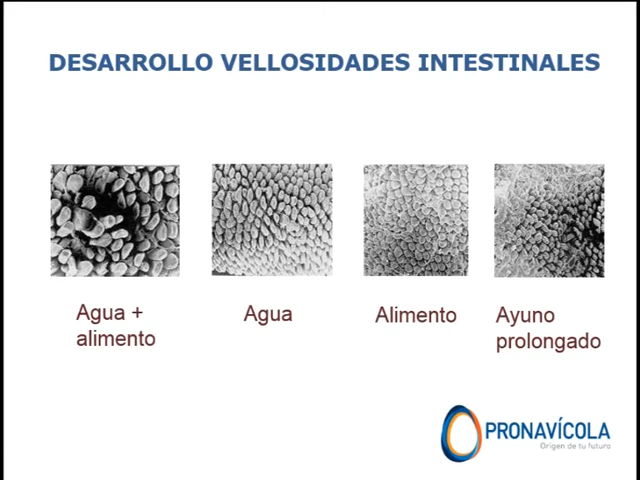 DESARROLLO VELLOSIDADES INTESTINALES
Agua +
alimento
Agua
Alimento
Ayuno
prolongado
PRONAVÍCOLA
Origen de tu futuro